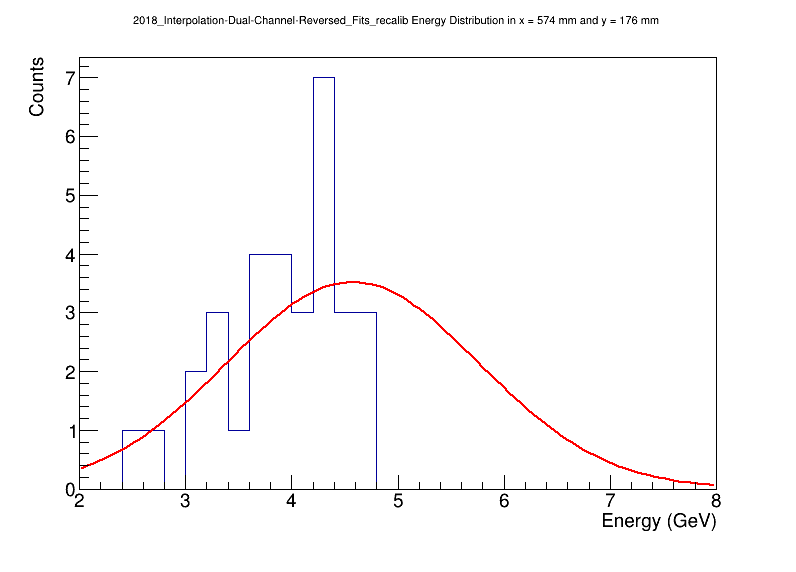 2018_Interpolation-Dual-Channel-Reversed_Fits_recalib Energy Distribution in x = 574 mm and y = 176 mm
Counts
7
6
5
4
3
2
1
0
2 3 4 5 6 7 8
Energy (GeV)